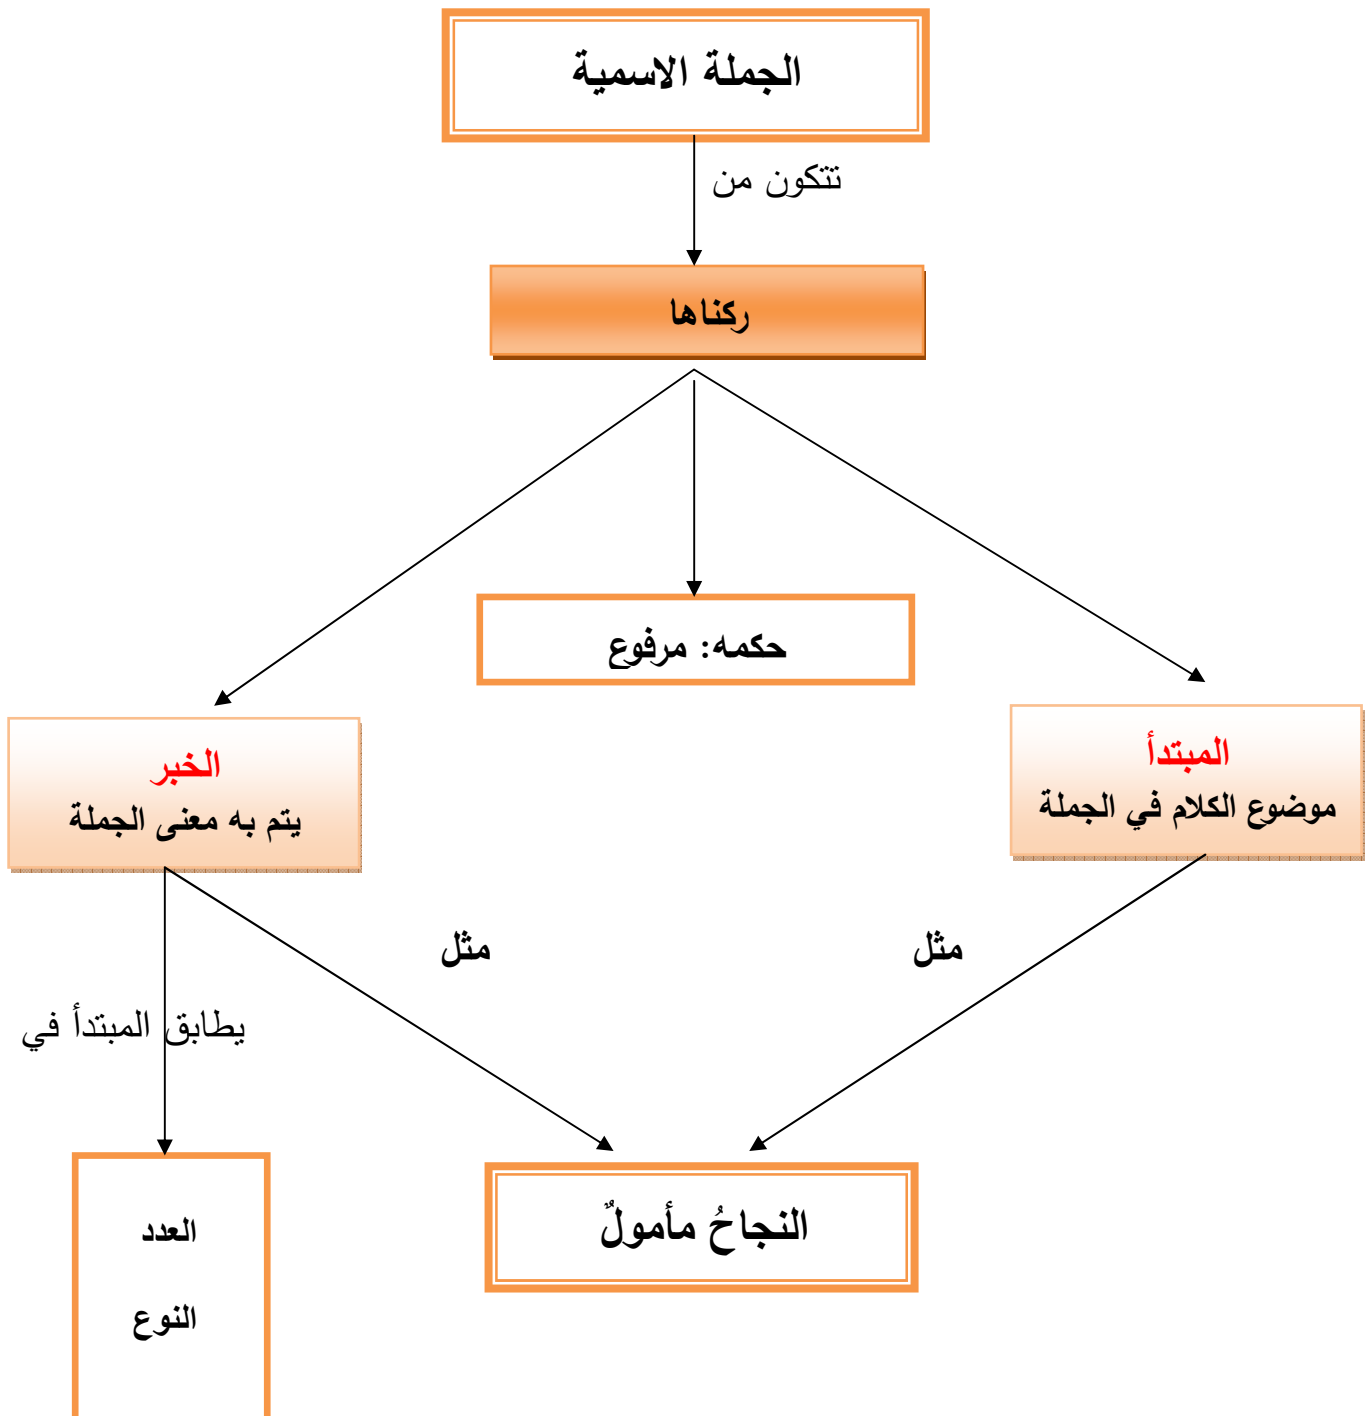 الجملة الاسمية
تتكون من
ركناها
حكمه: مرفوع
المبتدأ
موضوع الكلام في الجملة
الخبر
يتم به معنى الجملة
مثل
مثل
يطابق المبتدأ في
النجاحُ مأمولٌ
العدد
النوع